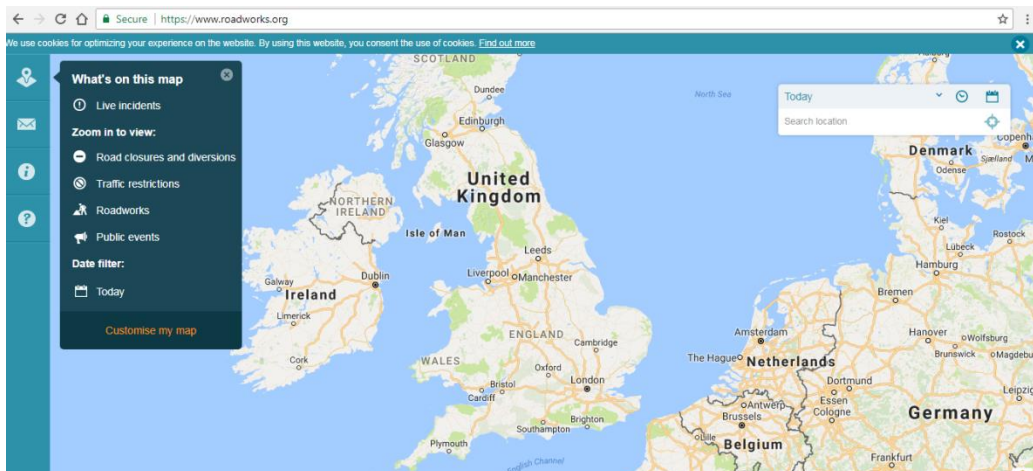 Secure | https://www.roadworks.org
We use cookies for optimizing your experience on the website. By using this website, you consent the use of cookies. Find out more
What's on this map
Live incidents
Zoom in to view:
Road closures and diversions
Traffic restrictions
Roadworks
Public events
Date filter:
Today
Customise my map
Today
Search location
SCOTLAND
Dundee
North Sea
Edinburgh
Glasgow
Denmark
Sjælland
Odense
United
Kingdom
NORTHERN
IRELAND
Isle of Man
Kiel
Rostock
Leeds
Lübeck
Hamburg
Dublin
Liverpool
Manchester
Galway
Ireland
Bremen
Limerick
ENGLAND
Cambridge
Amsterdam
Hanover
Wolfsburg
Cork
WALES
Oxford
The Hague
Netherlands
Brunswick
Magdebu
London
Dortmund
Bristol
Cardiff
Essen
Leipzig
Antwerp
Cologne
Brussels
Brighton
Southampton
Germany
Lille
Belgium
Plymouth
English Channel
Frankfurt